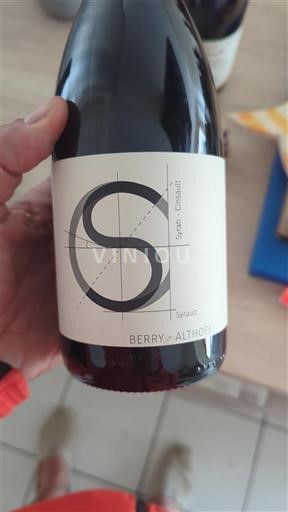 S
Syrah - Cinsault
VINIOU
Syrault
BERRY - ALTHOFF